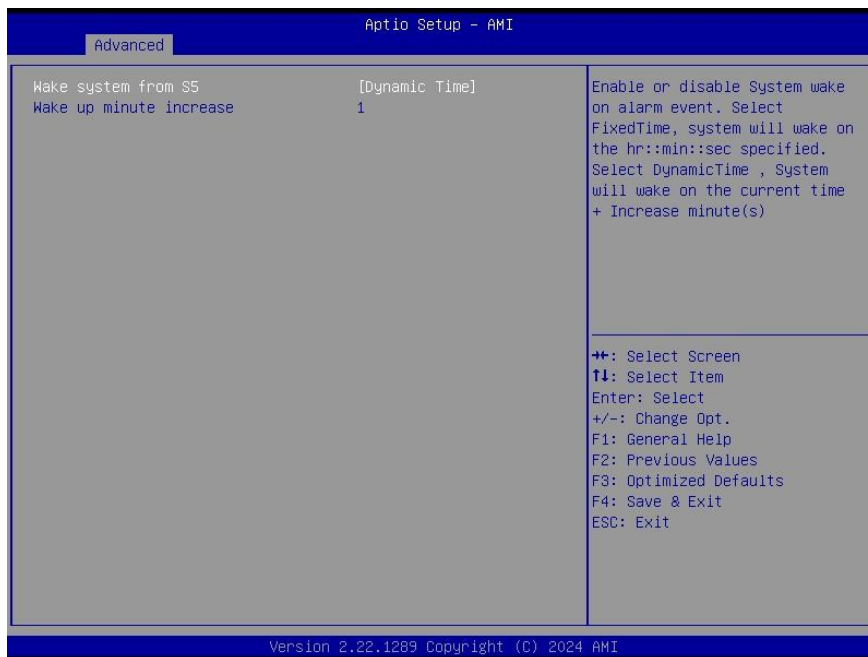 Aptio Setup - AMI
Advanced
Wake system from S5 [Dynamic Time]
Wake up minute increase 1
Enable or disable System wake
on alarm event. Select
FixedTime, system will wake on
the hr::min::sec specified.
Select DynamicTime , System
will wake on the current time
+ Increase minute(s)
→←: Select Screen
↑↓: Select Item
Enter: Select
+/-: Change Opt.
F1: General Help
F2: Previous Values
F3: Optimized Defaults
F4: Save & Exit
ESC: Exit
Version 2.22.1289 Copyright (C) 2024 AMI